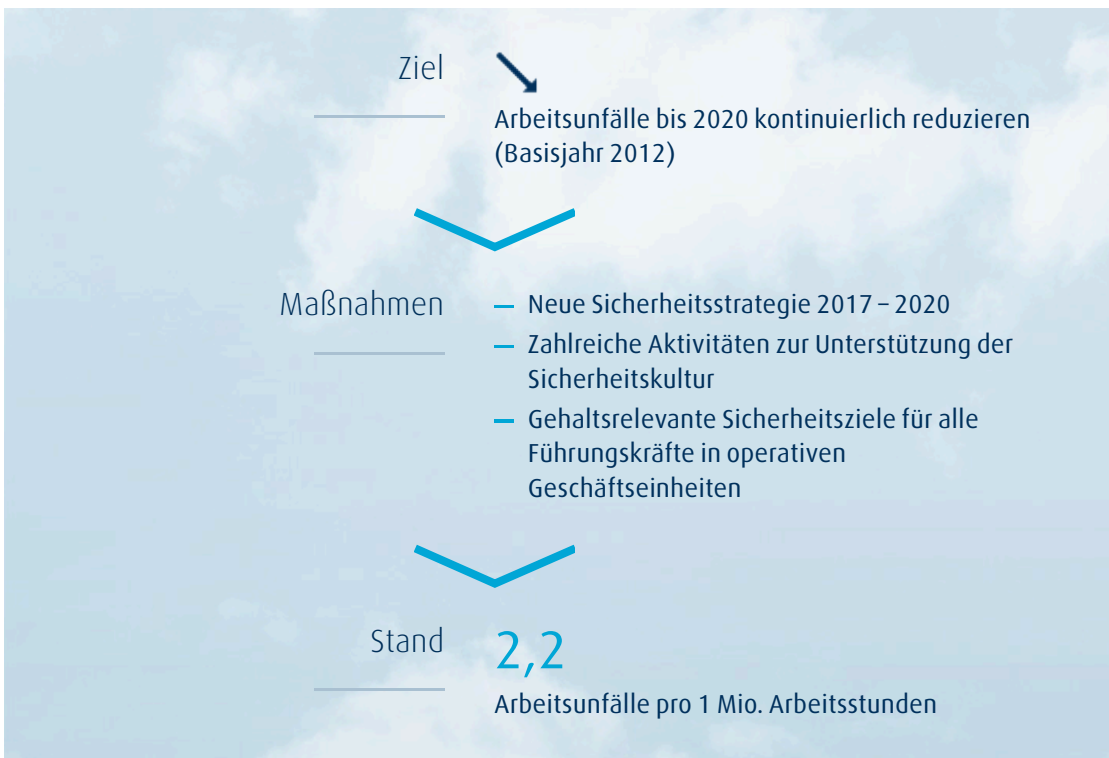 Ziel
Arbeitsunfälle bis 2020 kontinuierlich reduzieren
(Basisjahr 2012)
Maßnahmen
— Neue Sicherheitsstrategie 2017 – 2020
— Zahlreiche Aktivitäten zur Unterstützung der
Sicherheitskultur
— Gehaltsrelevante Sicherheitsziele für alle
Führungskräfte in operativen
Geschäftseinheiten
Stand
2,2
Arbeitsunfälle pro 1 Mio. Arbeitsstunden